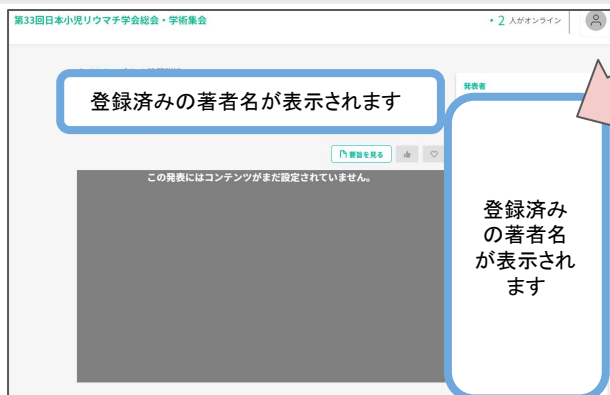 第33回日本小児リウマチ学会総会・学術集会
・2 人がオンライン
登録済みの著者名が表示されます
発表者
要旨を見る
この発表にはコンテンツがまだ設定されていません。
登録済み
の著者名
が表示され
ます